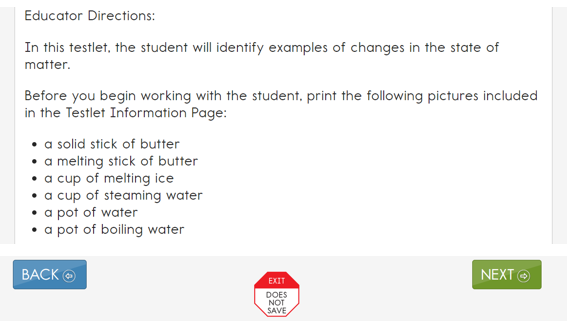 Educator Directions:
In this testlet, the student will identify examples of changes in the state of
matter.
Before you begin working with the student, print the following pictures included
in the Testlet Information Page:
• a solid stick of butter
• a melting stick of butter
• a cup of melting ice
• a cup of steaming water
• a pot of water
• a pot of boiling water
BACK
EXIT
DOES
NOT
SAVE
NEXT